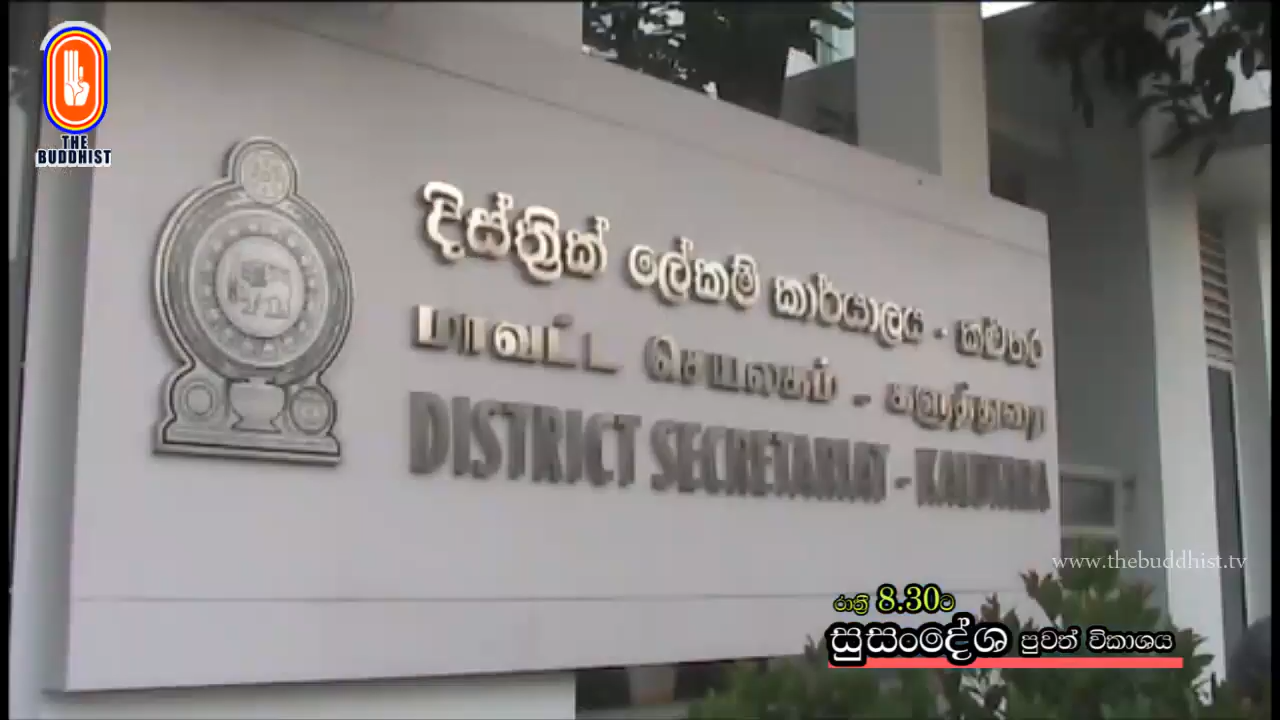 THE
BUDDHIST
දිස්ත්‍රික් ලේකම් කාර්යාලය - කළුතර
மாவட்ட செயலகம் - களுத்துறை
DISTRICT SECRETARIAT - KALUTARA
www.thebuddhist.tv
රාත්‍රී 8.30ට
සුසංදේශ පුවත් විකාශය